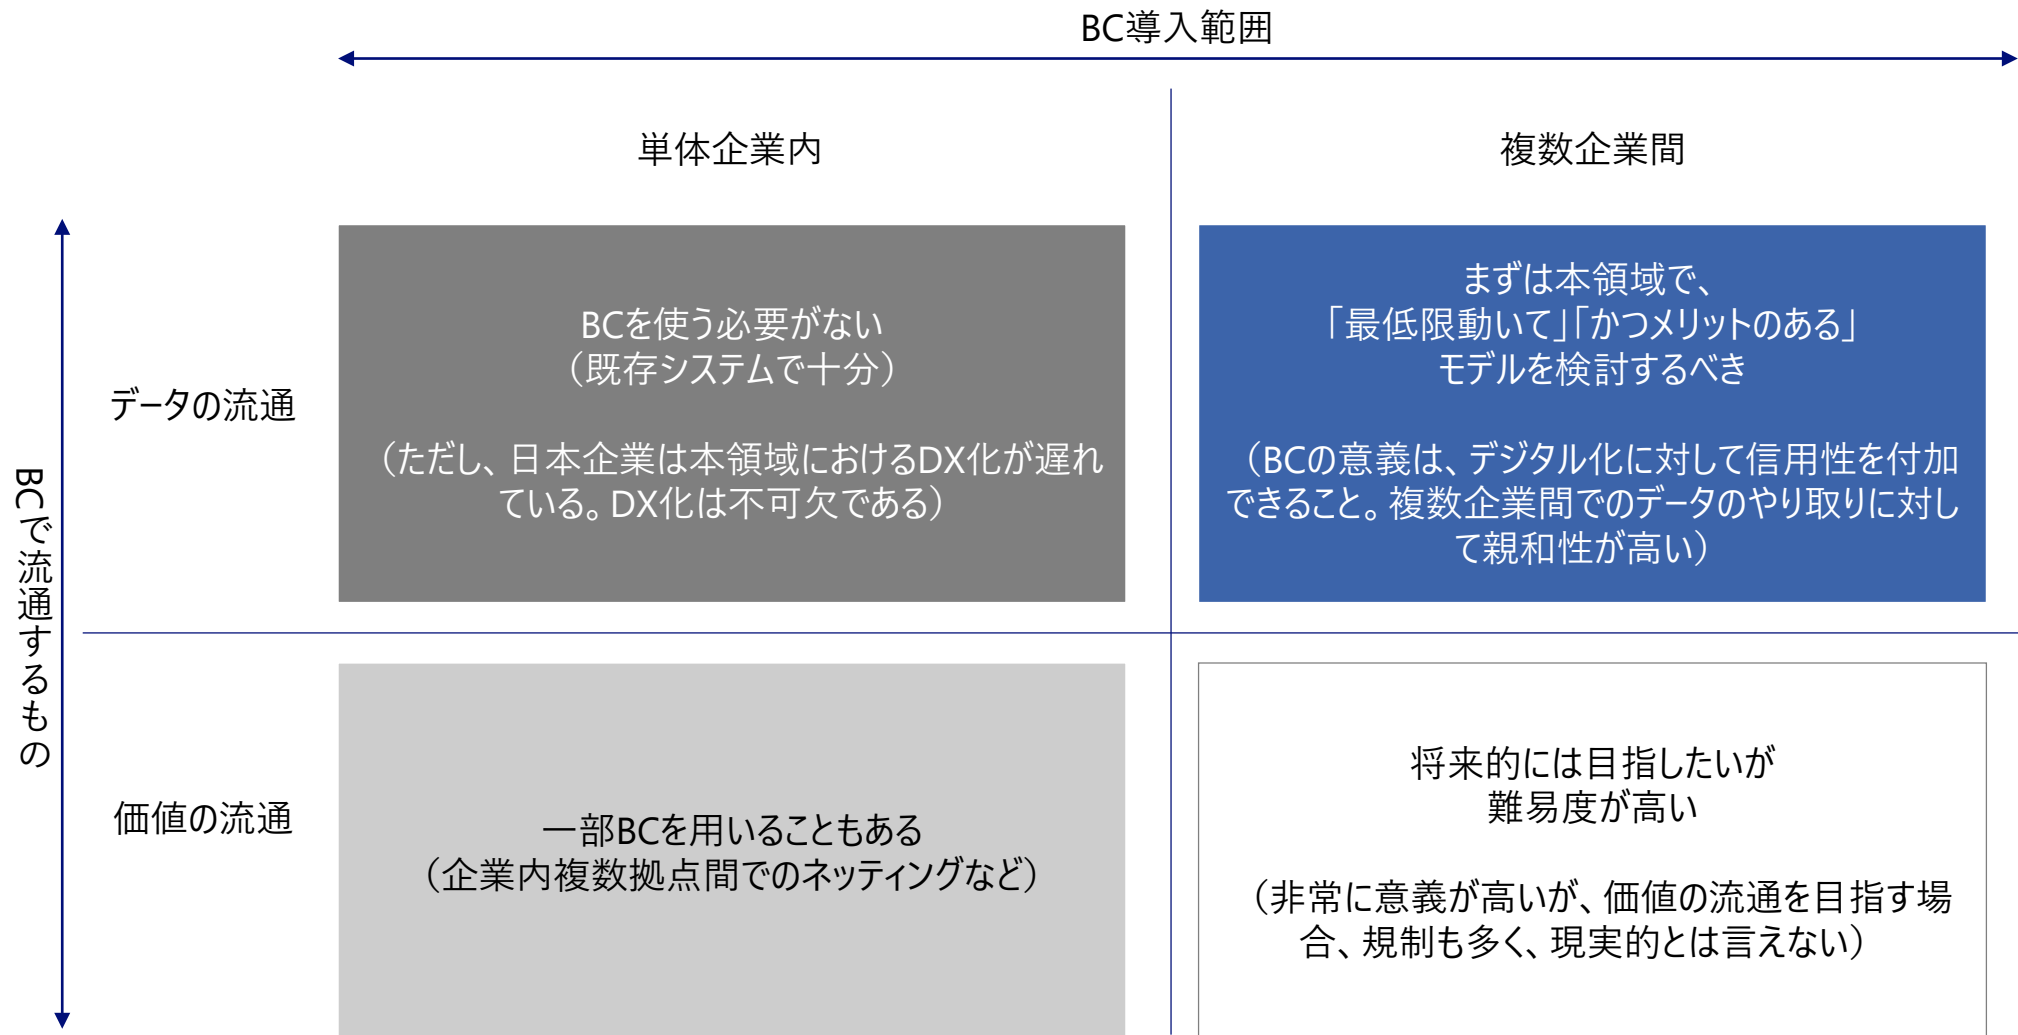 BC導入範囲
単体企業内
複数企業間
BCで流通するもの
データの流通
BCを使う必要がない
（既存システムで十分）
（ただし、日本企業は本領域におけるDX化が遅れ
ている。DX化は不可欠である）
まずは本領域で、
「最低限動いて」「かつメリットのある」
モデルを検討するべき
（BCの意義は、デジタル化に対して信用性を付加
できること。複数企業間でのデータのやり取りに対し
て親和性が高い）
価値の流通
一部BCを用いることもある
（企業内複数拠点間でのネッティングなど）
将来的には目指したいが
難易度が高い
（非常に意義が高いが、価値の流通を目指す場
合、規制も多く、現実的とは言えない）